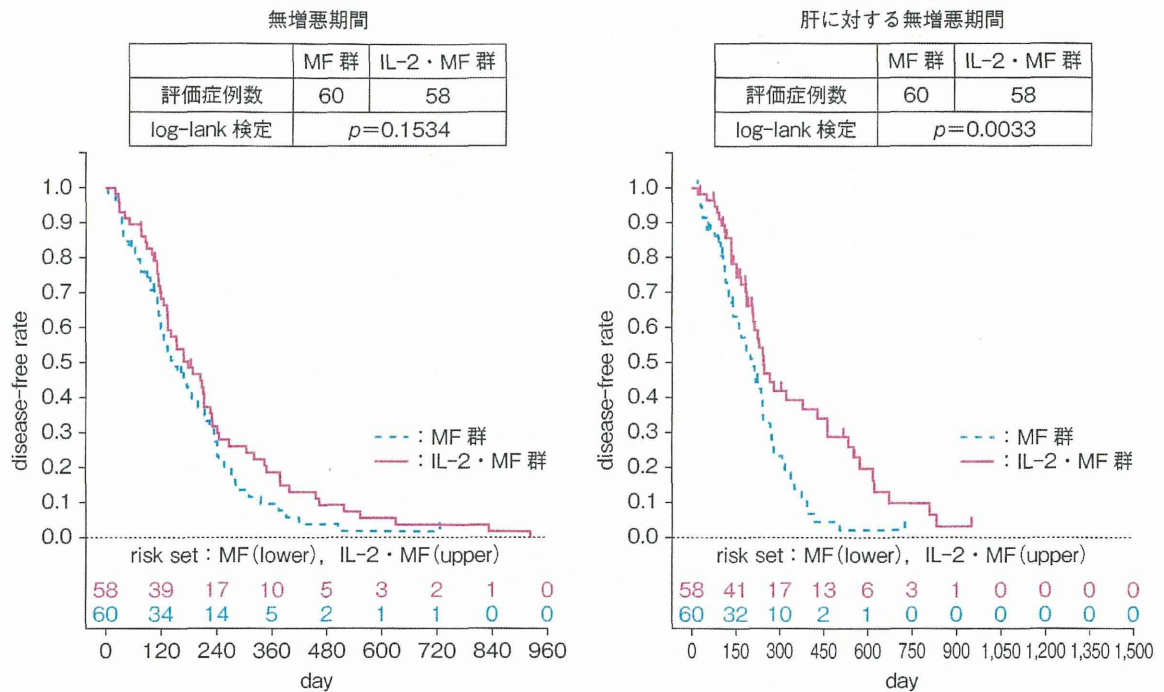 無増悪期間
MF 群 IL-2・MF 群
評価症例数 60 58
log-lank 検定 p=0.1534
disease-free rate
1.0
0.9
0.8
0.7
0.6
0.5
0.4
0.3
0.2
0.1
0.0
：MF 群
：IL-2・MF 群
risk set：MF(lower)，IL-2・MF(upper)
58 39 17 10 5 3 2 1 0
60 34 14 5 2 1 1 0 0
0 120 240 360 480 600 720 840 960
day
肝に対する無増悪期間
MF 群 IL-2・MF 群
評価症例数 60 58
log-lank 検定 p=0.0033
disease-free rate
1.0
0.9
0.8
0.7
0.6
0.5
0.4
0.3
0.2
0.1
0.0
：MF 群
：IL-2・MF 群
risk set：MF(lower)，IL-2・MF(upper)
58 41 17 13 6 3 1 0 0 0 0
60 32 10 2 1 0 0 0 0 0 0
0 150 300 450 600 750 900 1,050 1,200 1,350 1,500
day